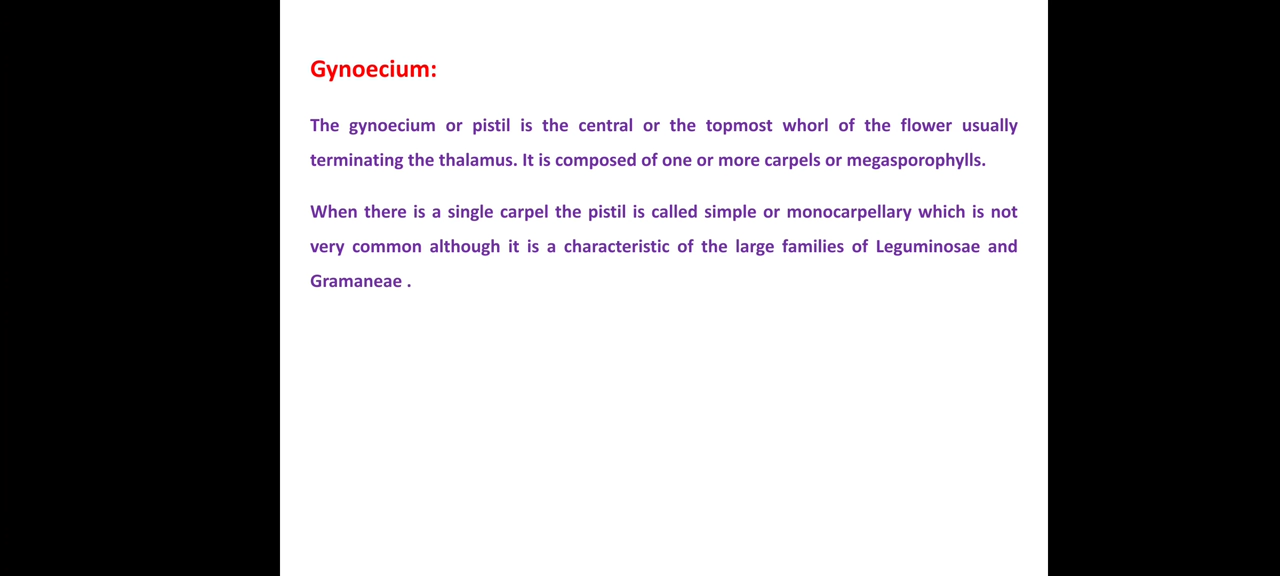 Gynoecium:
The gynoecium or pistil is the central or the topmost whorl of the flower usually
terminating the thalamus. It is composed of one or more carpels or megasporophylls.
When there is a single carpel the pistil is called simple or monocarpellary which is not
very common although it is a characteristic of the large families of Leguminosae and
Gramaneae .